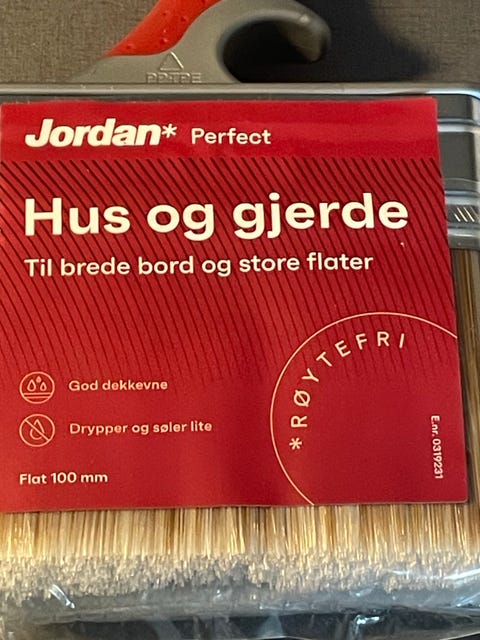 PP-TPE
Jordan* Perfect
Hus og gjerde
Til brede bord og store flater
*RØYTEFRI
God dekkevne
Drypper og søler lite
Flat 100 mm
E.nr. 0319231